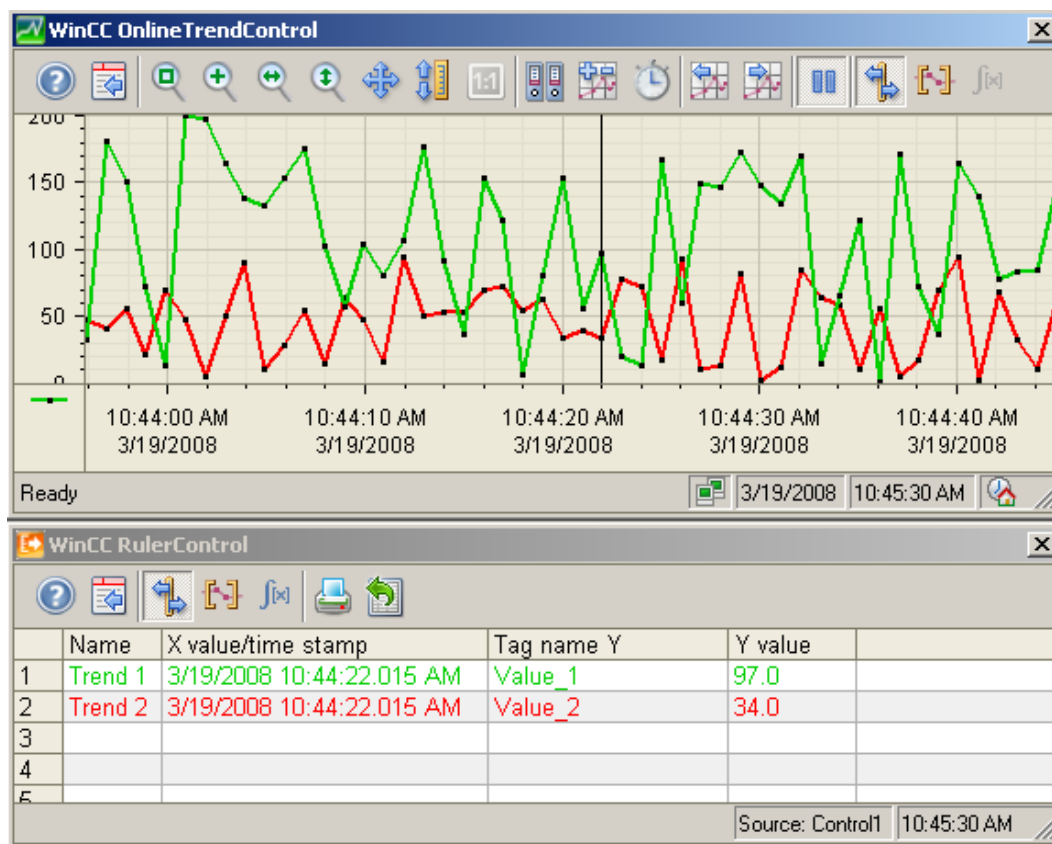 WinCC OnlineTrendControl
1:1
∫[x]
200
150
100
50
0
10:44:00 AM 10:44:10 AM 10:44:20 AM 10:44:30 AM 10:44:40 AM
3/19/2008 3/19/2008 3/19/2008 3/19/2008 3/19/2008
Ready 3/19/2008 10:45:30 AM
WinCC RulerControl
∫[x]
Name X value/time stamp Tag name Y Y value
1 Trend 1 3/19/2008 10:44:22.015 AM Value_1 97.0
2 Trend 2 3/19/2008 10:44:22.015 AM Value_2 34.0
3
4
5
Source: Control1 10:45:30 AM